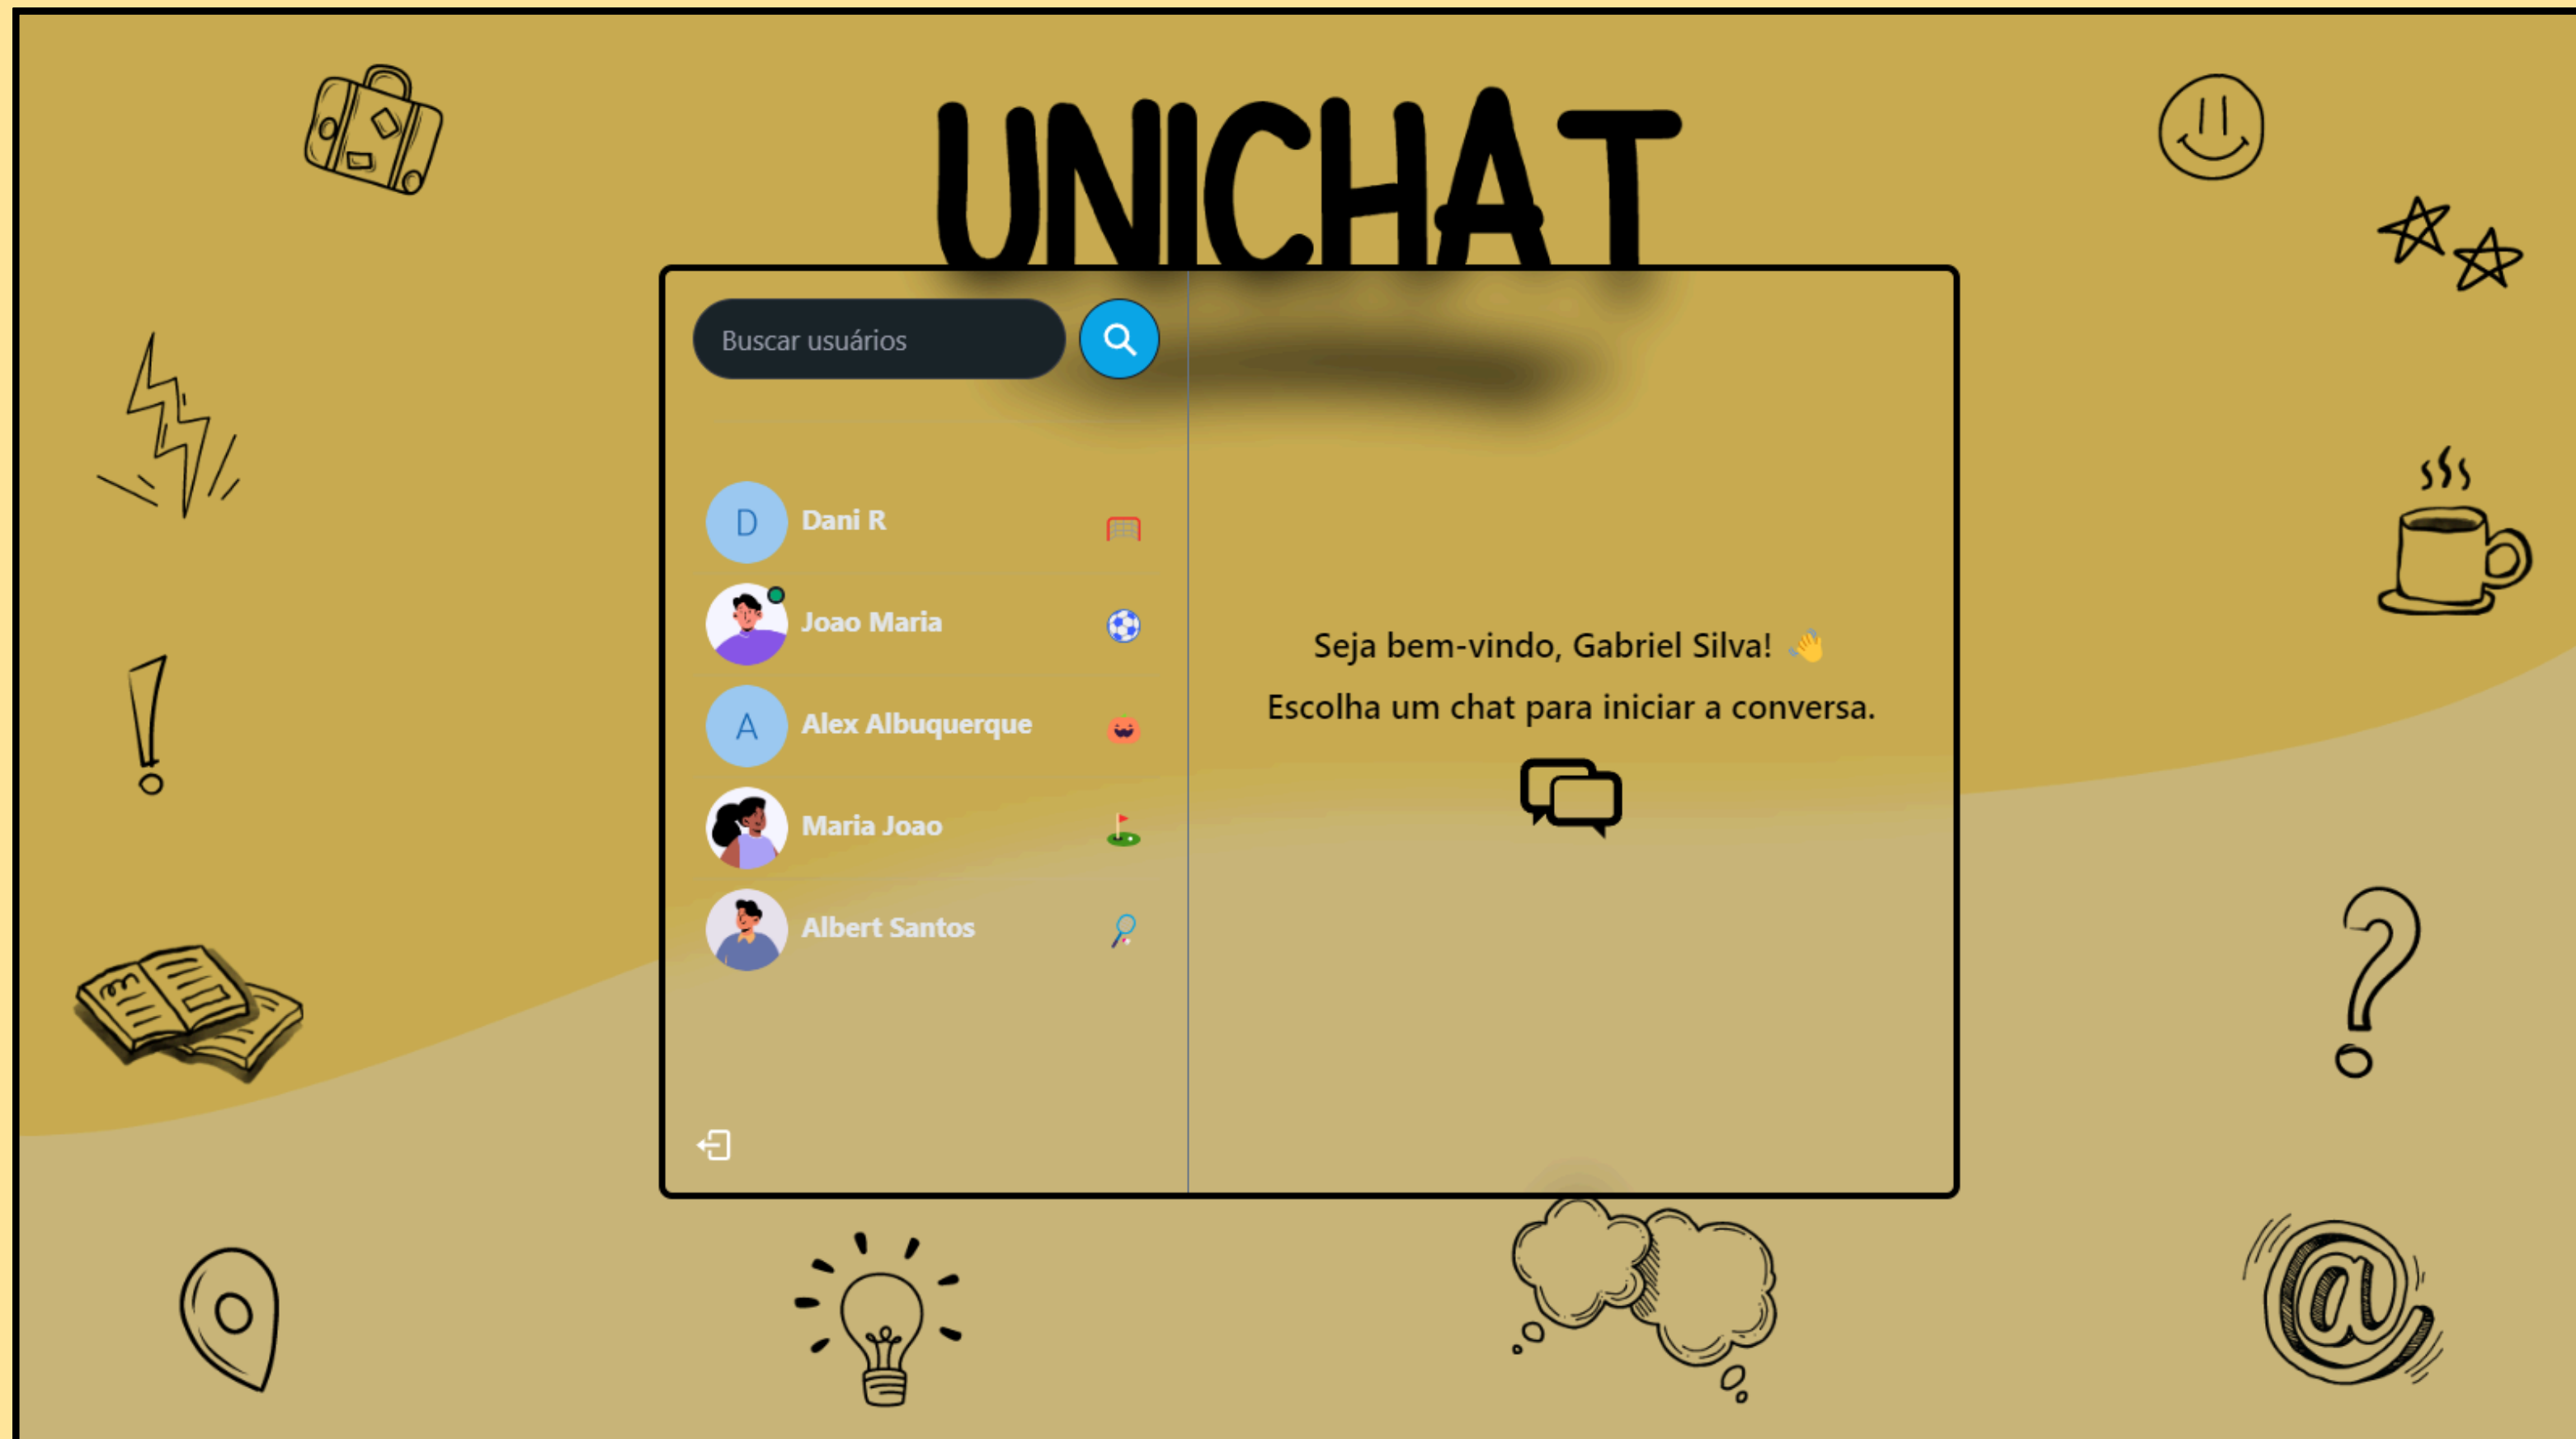 UNICHAT
Buscar usuários
D
Dani R
Joao Maria
A
Alex Albuquerque
Maria Joao
Albert Santos
Seja bem-vindo, Gabriel Silva! 👋
Escolha um chat para iniciar a conversa.
@